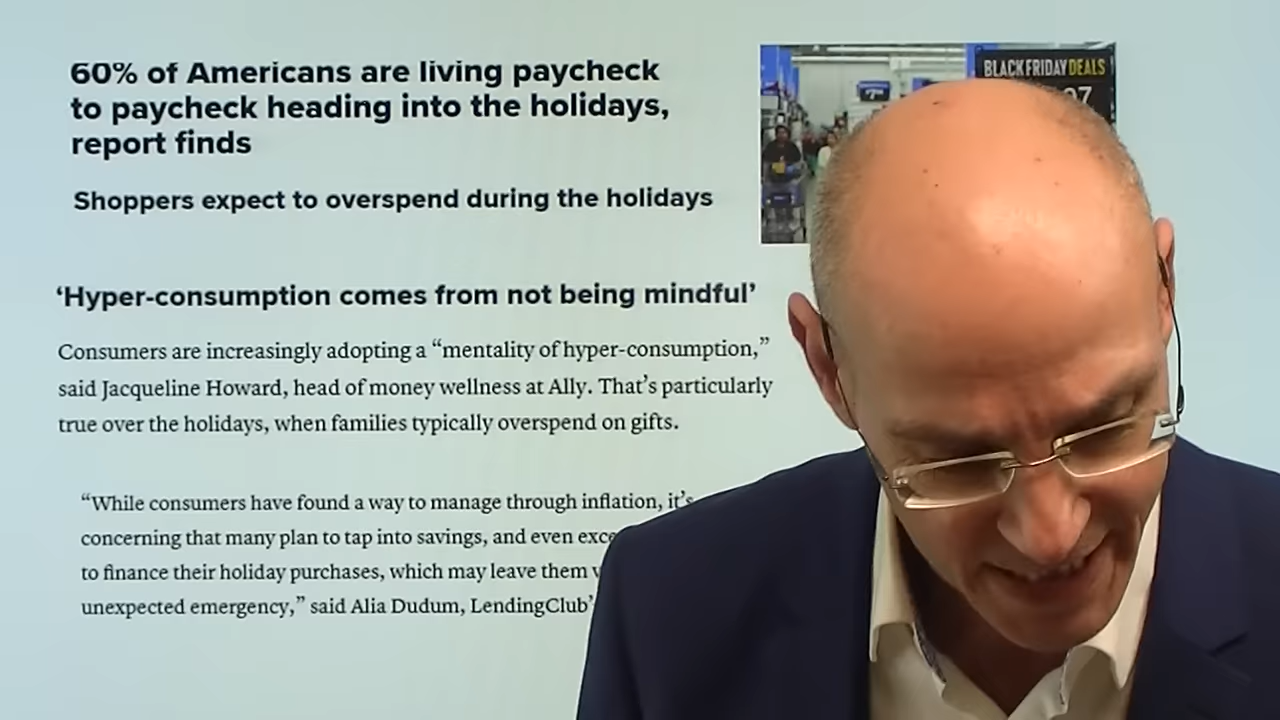 60% of Americans are living paycheck
to paycheck heading into the holidays,
report finds
BLACK FRIDAY DEALS
97
Shoppers expect to overspend during the holidays
‘Hyper-consumption comes from not being mindful’
Consumers are increasingly adopting a “mentality of hyper-consumption,”
said Jacqueline Howard, head of money wellness at Ally. That’s particularly
true over the holidays, when families typically overspend on gifts.
“While consumers have found a way to manage through inflation, it’s
concerning that many plan to tap into savings, and even
to finance their holiday purchases, which may leave them
unexpected emergency,” said Alia Dudum, LendingClub’